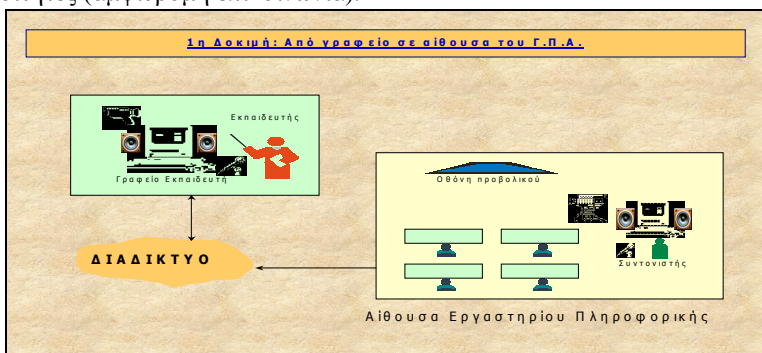 1η Δοκιμή: Από γραφείο σε αίθουσα του Γ.Π.Α.
Εκπαιδευτής
Γραφείο Εκπαιδευτή
Οθόνη προβολικού
Συντονιστής
ΔΙΑΔΙΚΤΥΟ
Αίθουσα Εργαστηρίου Πληροφορικής